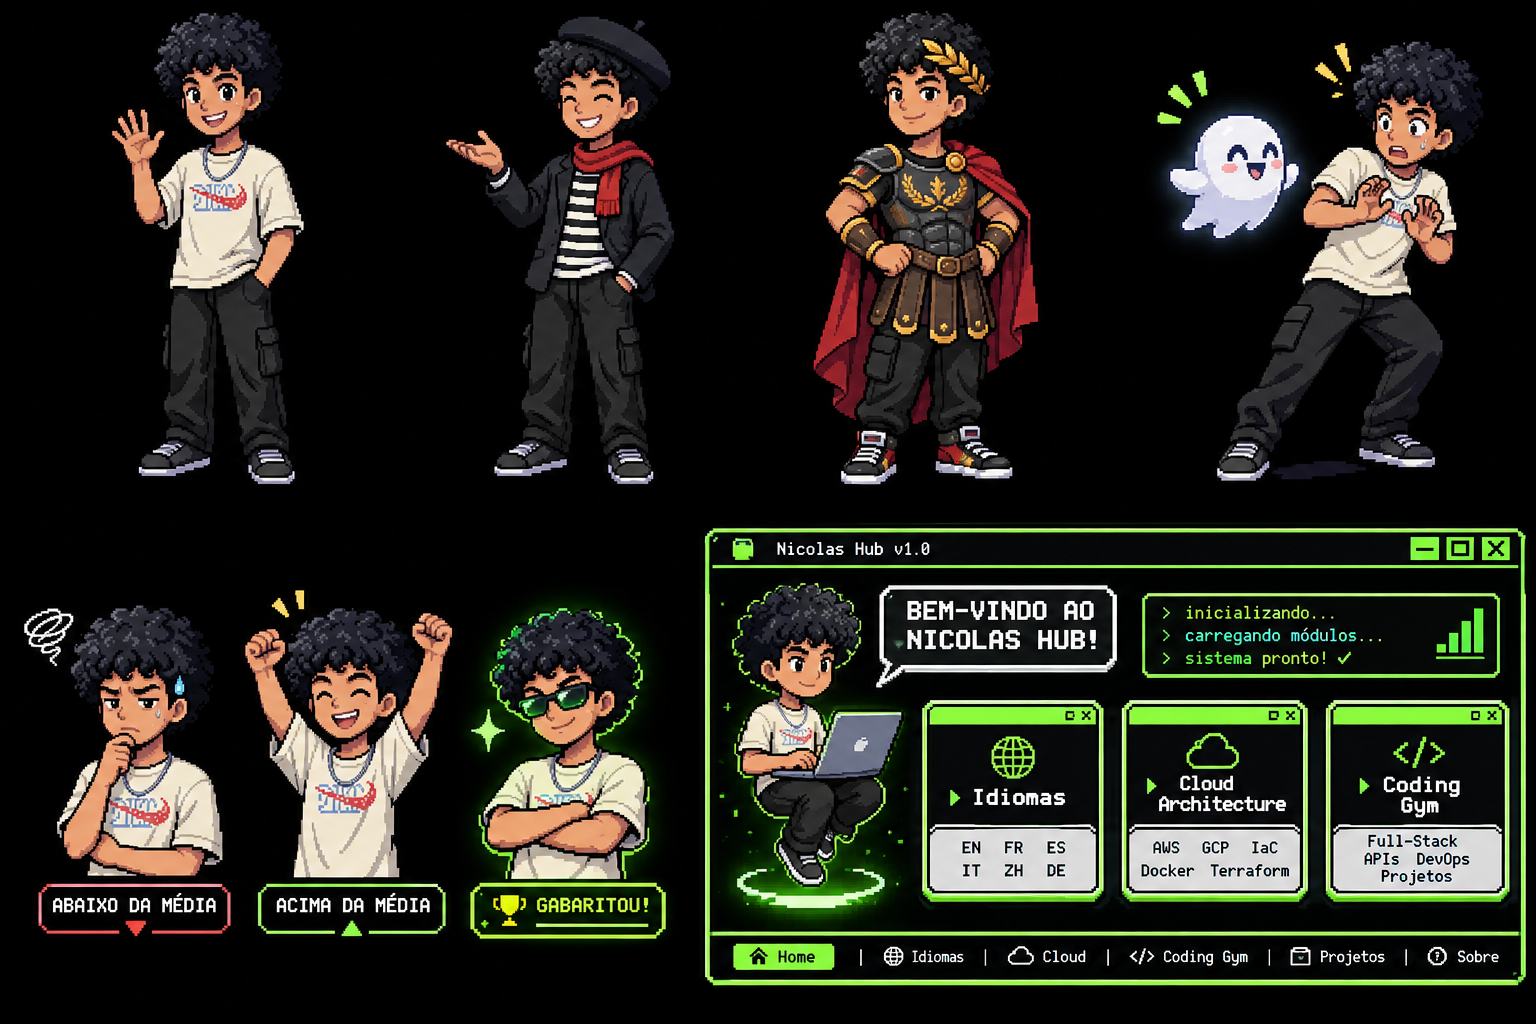 Nicolas Hub v1.0
BEM-VINDO AO
NICOLAS HUB!
> inicializando...
> carregando módulos...
> sistema pronto! ✓
Idiomas
EN FR ES
IT ZH DE
Cloud
Architecture
AWS GCP IaC
Docker Terraform
</>
Coding
Gym
Full-Stack
APIs DevOps
Projetos
ABAIXO DA MÉDIA
ACIMA DA MÉDIA
GABARITOU!
Home | Idiomas | Cloud | </> Coding Gym | Projetos | Sobre